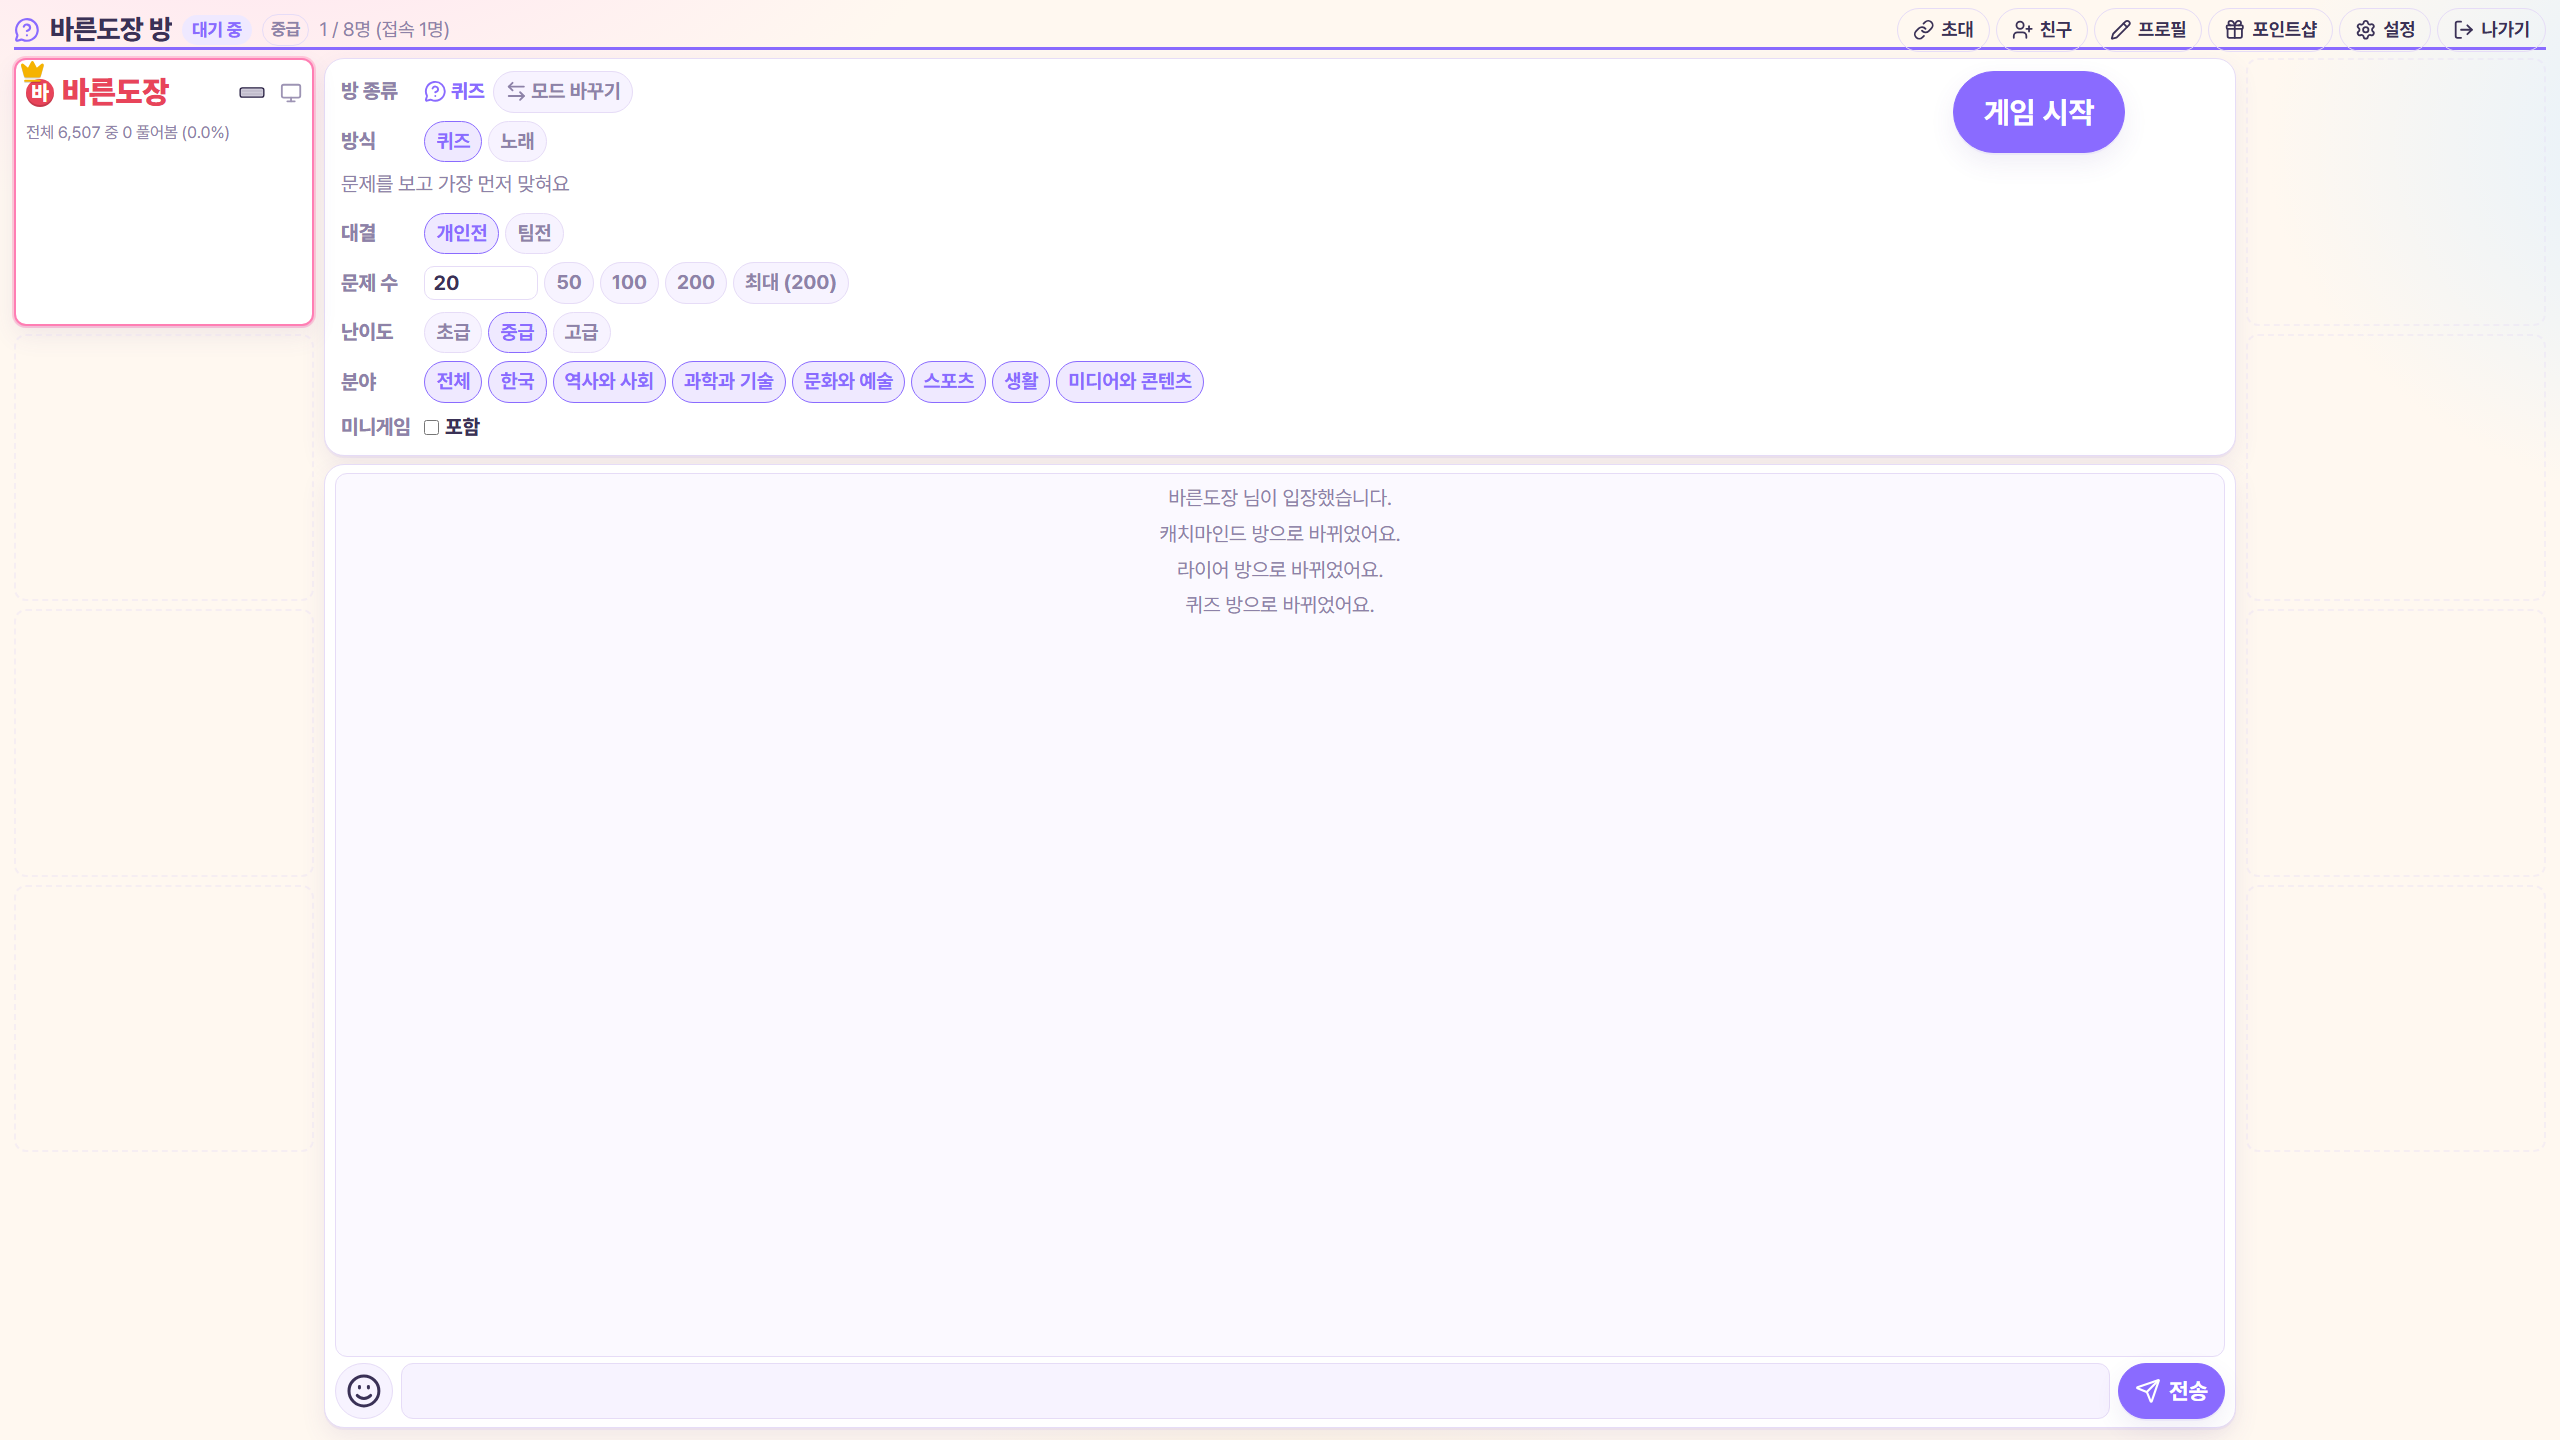 바른도장 방 대기 중 중급 1 / 8명 (접속 1명) 초대 친구 프로필 포인트샵 설정 나가기
바 바른도장
전체 6,507 중 0 풀어봄 (0.0%)
방 종류 퀴즈 모드 바꾸기
게임 시작
방식 퀴즈 노래
문제를 보고 가장 먼저 맞혀요
대결 개인전 팀전
문제 수 20 50 100 200 최대 (200)
난이도 초급 중급 고급
분야 전체 한국 역사와 사회 과학과 기술 문화와 예술 스포츠 생활 미디어와 콘텐츠
미니게임 포함
바른도장 님이 입장했습니다.
캐치마인드 방으로 바뀌었어요.
라이어 방으로 바뀌었어요.
퀴즈 방으로 바뀌었어요.
전송